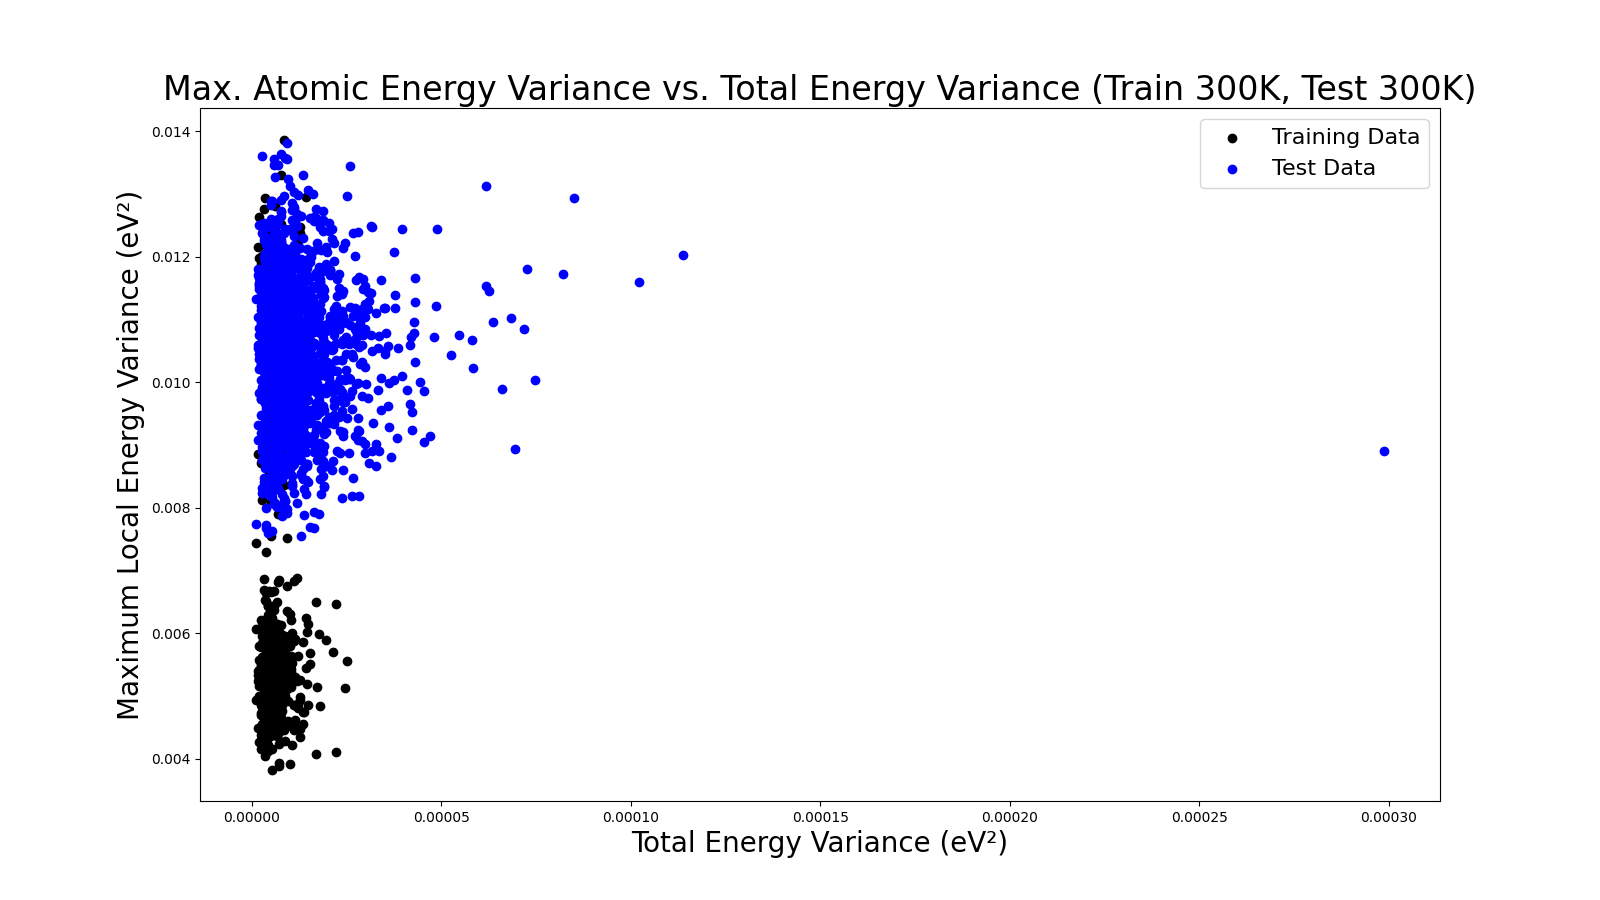 Max. Atomic Energy Variance vs. Total Energy Variance (Train 300K, Test 300K)
Training Data
Test Data
Maximum Local Energy Variance (eV²)
0.014
0.012
0.010
0.008
0.006
0.004
0.00000 0.00005 0.00010 0.00015 0.00020 0.00025 0.00030
Total Energy Variance (eV²)